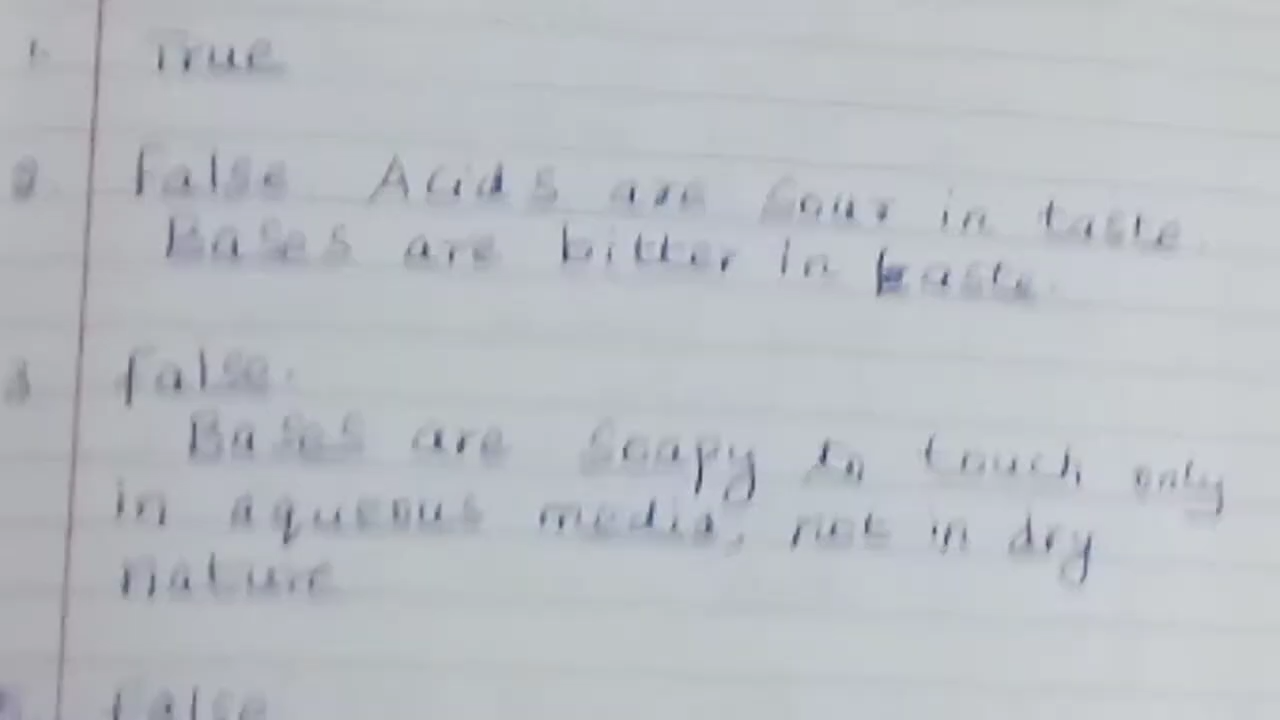 1. True
2. False Acids are Sour in taste.
Bases are bitter in taste.
3 False.
Bases are Soapy to touch only
in aqueous media, not in dry
nature
False